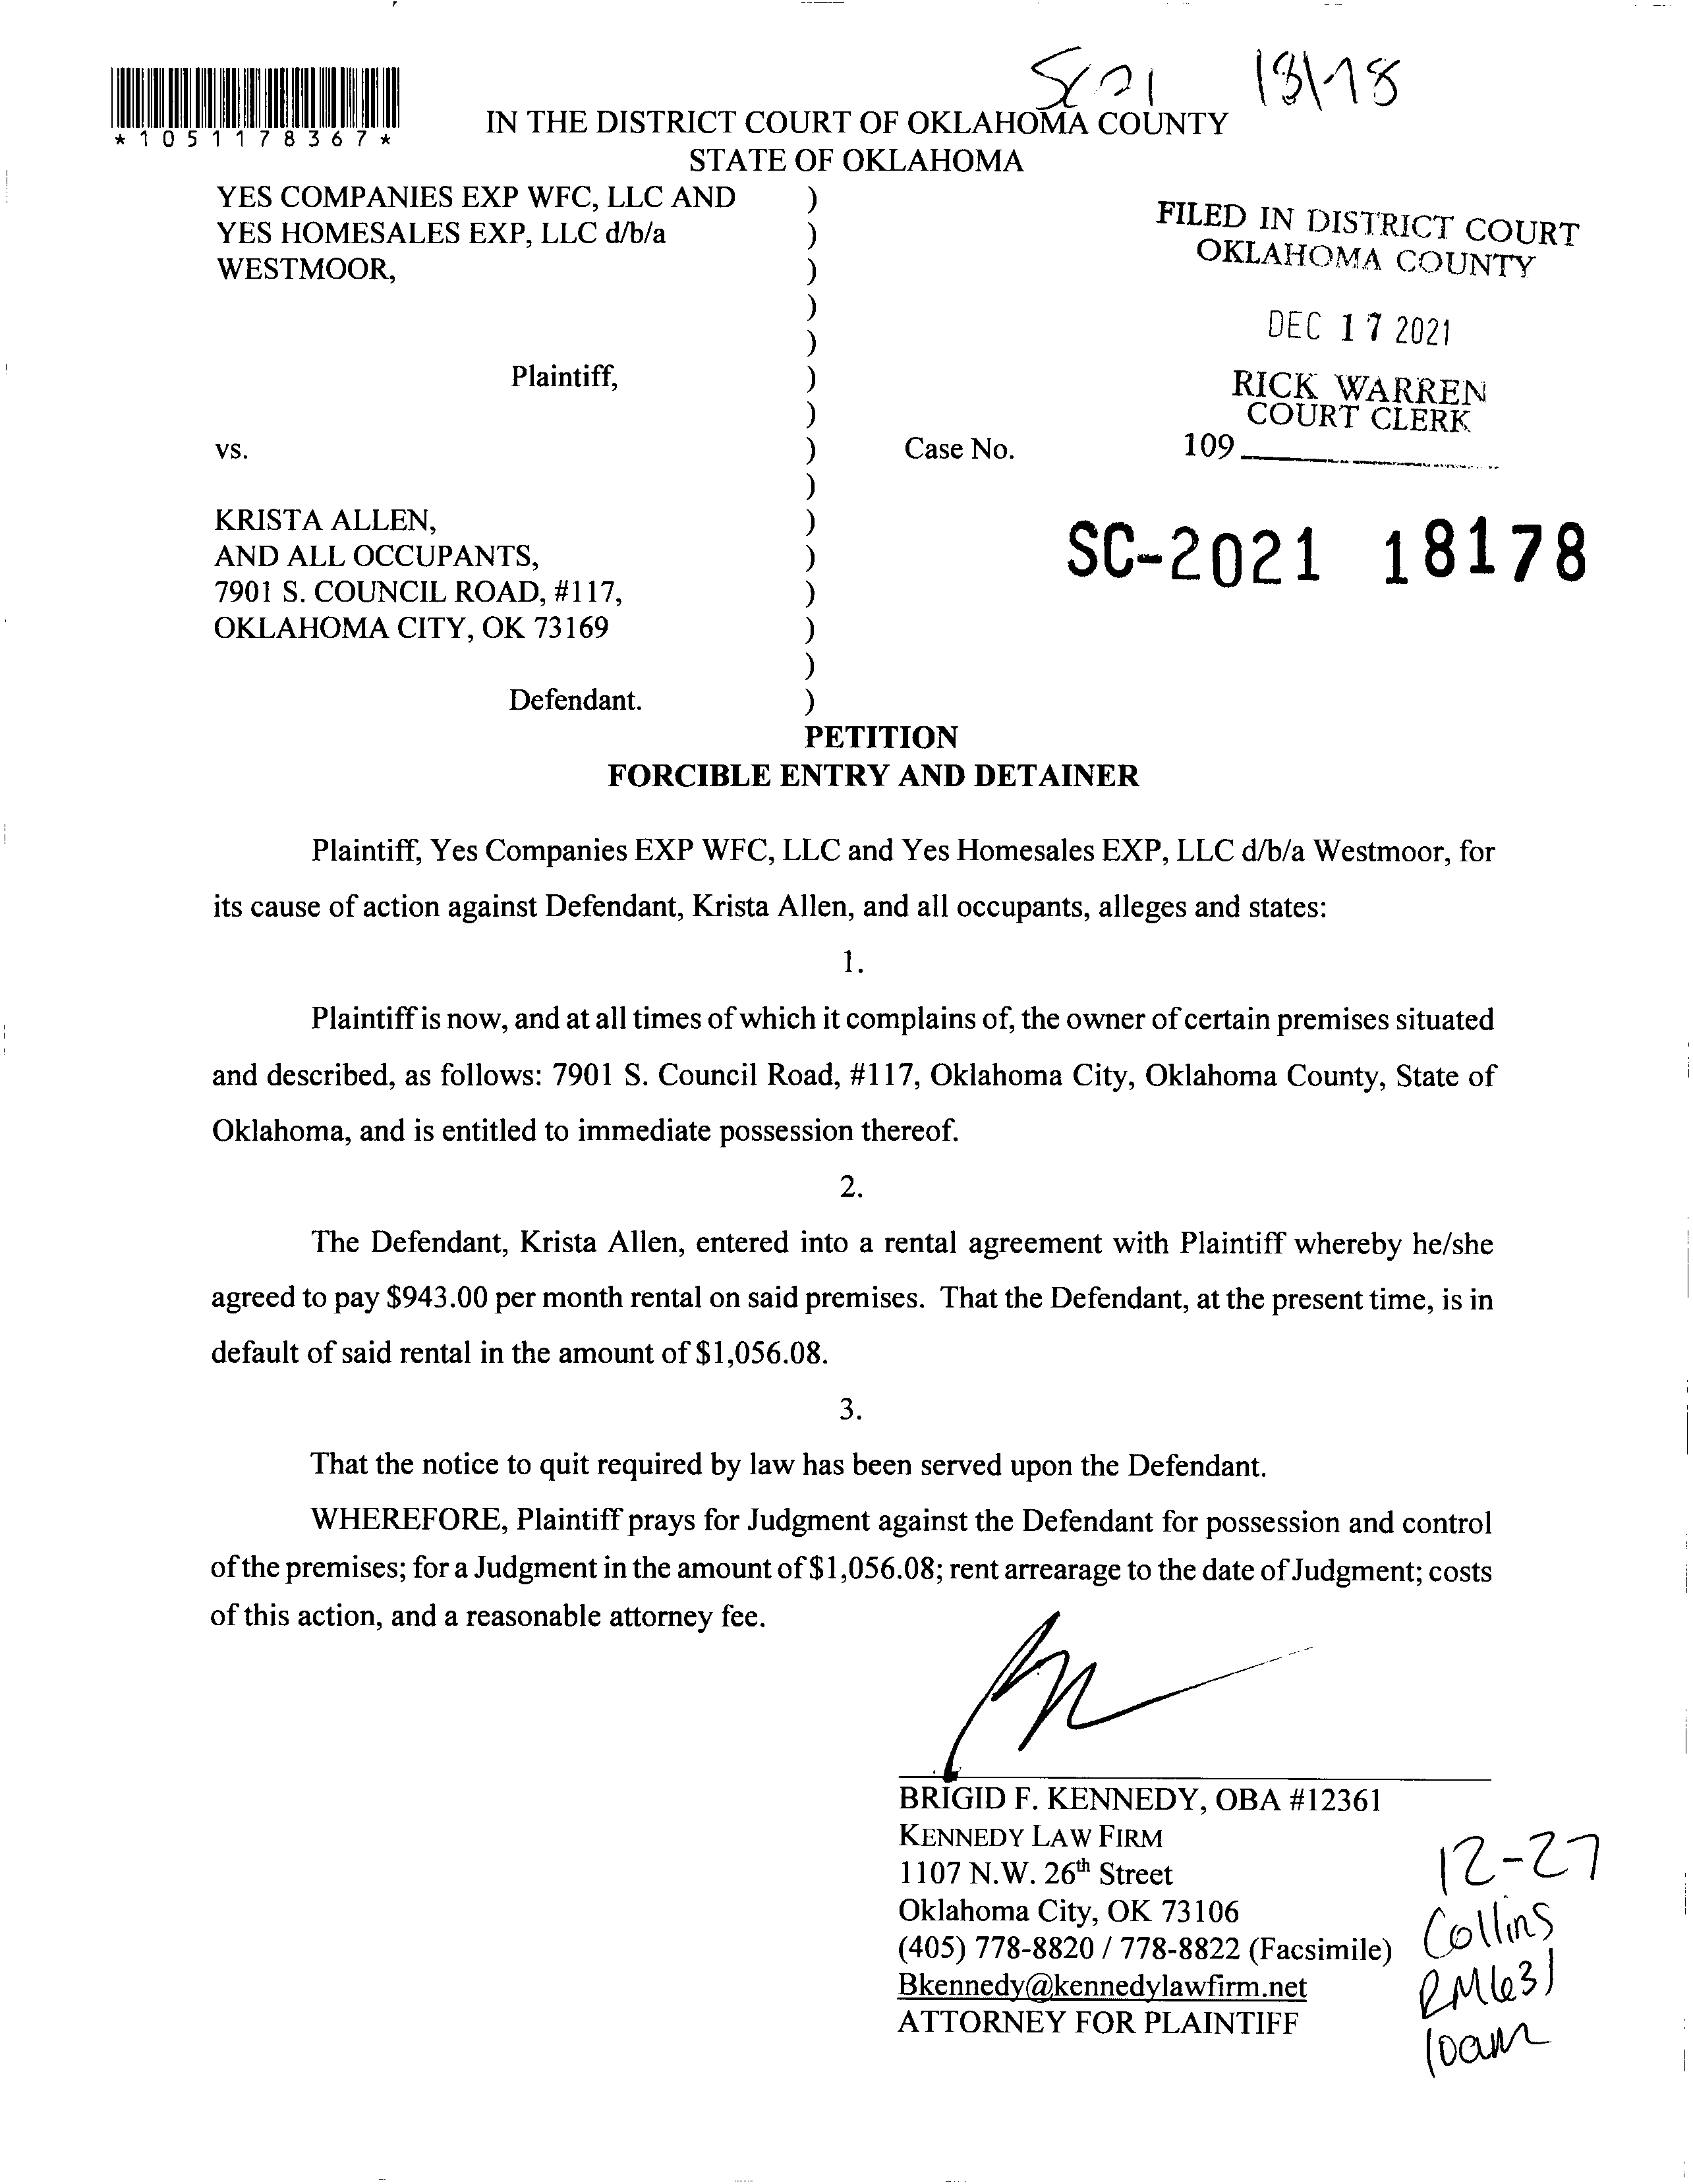 SC21 18178
*1051178367*
IN THE DISTRICT COURT OF OKLAHOMA COUNTY
STATE OF OKLAHOMA
YES COMPANIES EXP WFC, LLC AND )
YES HOMESALES EXP, LLC d/b/a )
WESTMOOR, )
)
)
Plaintiff, )
)
vs. )
)
KRISTA ALLEN, )
AND ALL OCCUPANTS, )
7901 S. COUNCIL ROAD, #117, )
OKLAHOMA CITY, OK 73169 )
)
Defendant. )
FILED IN DISTRICT COURT
OKLAHOMA COUNTY
DEC 17 2021
RICK WARREN
COURT CLERK
109
Case No.
SC-2021 18178
PETITION
FORCIBLE ENTRY AND DETAINER
Plaintiff, Yes Companies EXP WFC, LLC and Yes Homesales EXP, LLC d/b/a Westmoor, for
its cause of action against Defendant, Krista Allen, and all occupants, alleges and states:
1.
Plaintiff is now, and at all times of which it complains of, the owner of certain premises situated
and described, as follows: 7901 S. Council Road, #117, Oklahoma City, Oklahoma County, State of
Oklahoma, and is entitled to immediate possession thereof.
2.
The Defendant, Krista Allen, entered into a rental agreement with Plaintiff whereby he/she
agreed to pay $943.00 per month rental on said premises. That the Defendant, at the present time, is in
default of said rental in the amount of $1,056.08.
3.
That the notice to quit required by law has been served upon the Defendant.
WHEREFORE, Plaintiff prays for Judgment against the Defendant for possession and control
of the premises; for a Judgment in the amount of $1,056.08; rent arrearage to the date of Judgment; costs
of this action, and a reasonable attorney fee.
BRIGID F. KENNEDY, OBA #12361
KENNEDY LAW FIRM
1107 N.W. 26th Street
Oklahoma City, OK 73106
(405) 778-8820 / 778-8822 (Facsimile)
Bkennedy@kennedylawfirm.net
ATTORNEY FOR PLAINTIFF
12-27
Collins
RM631
10am